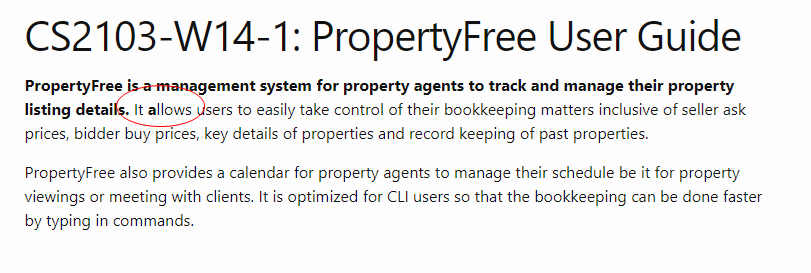 CS2103-W14-1: PropertyFree User Guide
PropertyFree is a management system for property agents to track and manage their property
listing details. It allows users to easily take control of their bookkeeping matters inclusive of seller ask
prices, bidder buy prices, key details of properties and record keeping of past properties.
PropertyFree also provides a calendar for property agents to manage their schedule be it for property
viewings or meeting with clients. It is optimized for CLI users so that the bookkeeping can be done faster
by typing in commands.